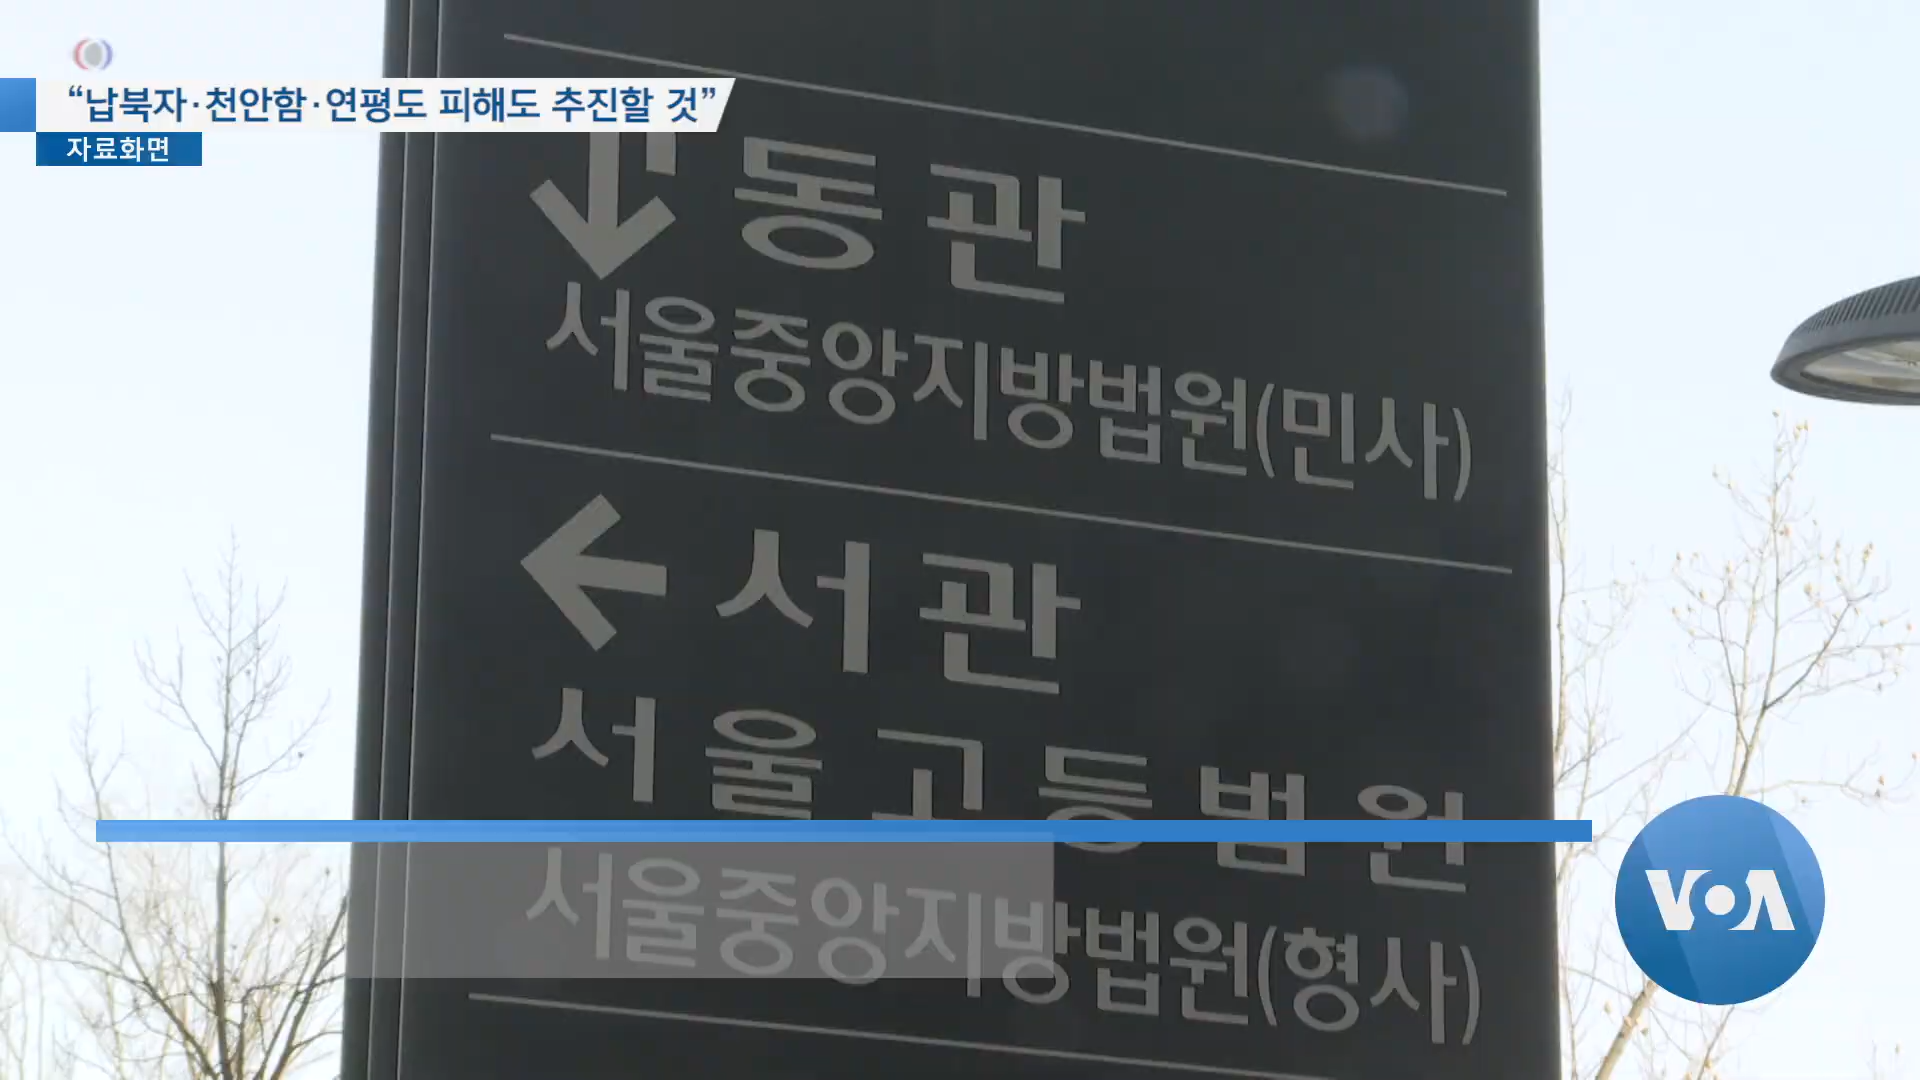 “납북자·천안함·연평도 피해도 추진할 것”
자료화면
동관
서울중앙지방법원(민사)
서관
서울고등법원
서울중앙지방법원(형사)
VOA